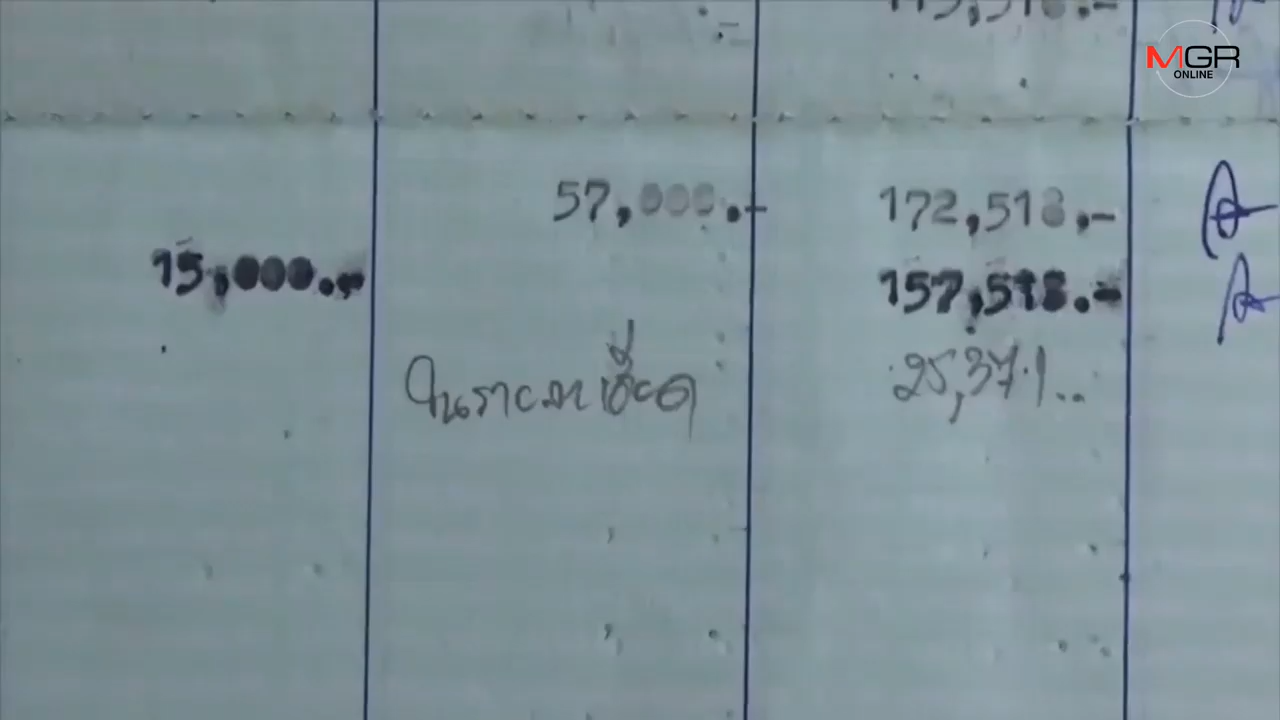 MGR
ONLINE
57,000.- 172,518.-
15,000.- 157,518.-
25,371..